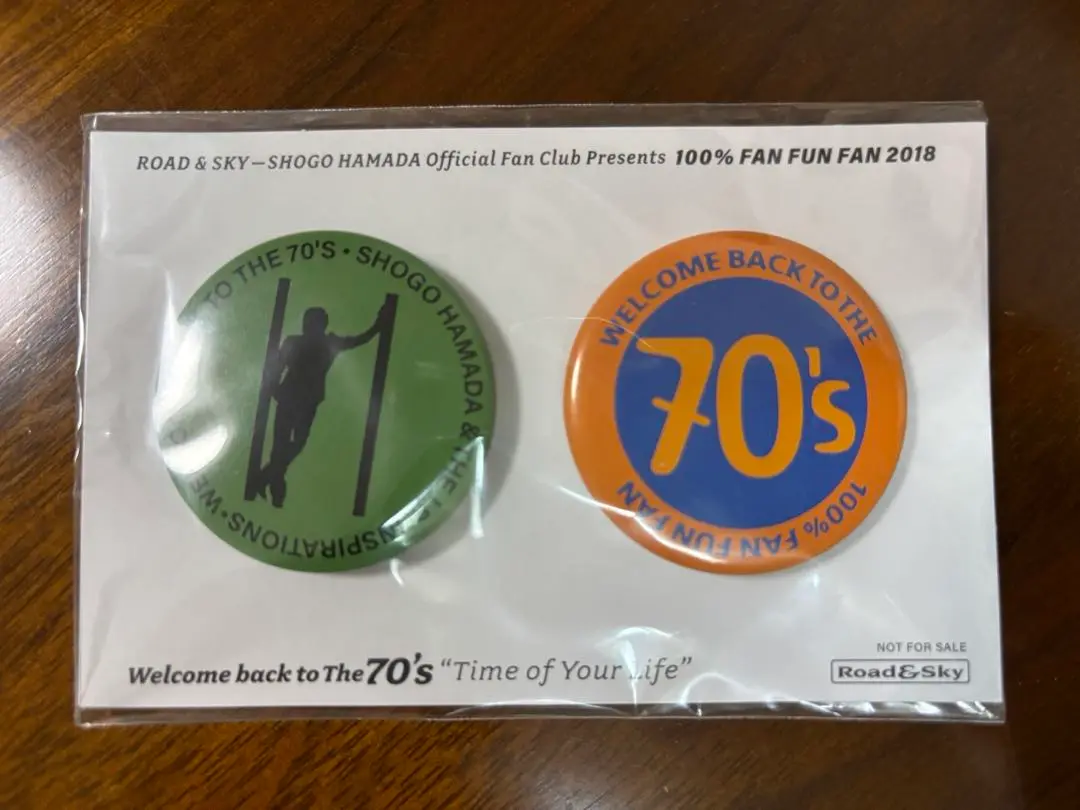 ROAD & SKY—SHOGO HAMADA Official Fan Club Presents 100% FAN FUN FAN 2018
TO THE 70'S • SHOGO HAMADA & THE J.S. INSPIRATIONS • WE
WELCOME BACK TO THE
70's
100% FAN FUN FAN
Welcome back to The 70's “Time of Your Life”
NOT FOR SALE
Road&Sky